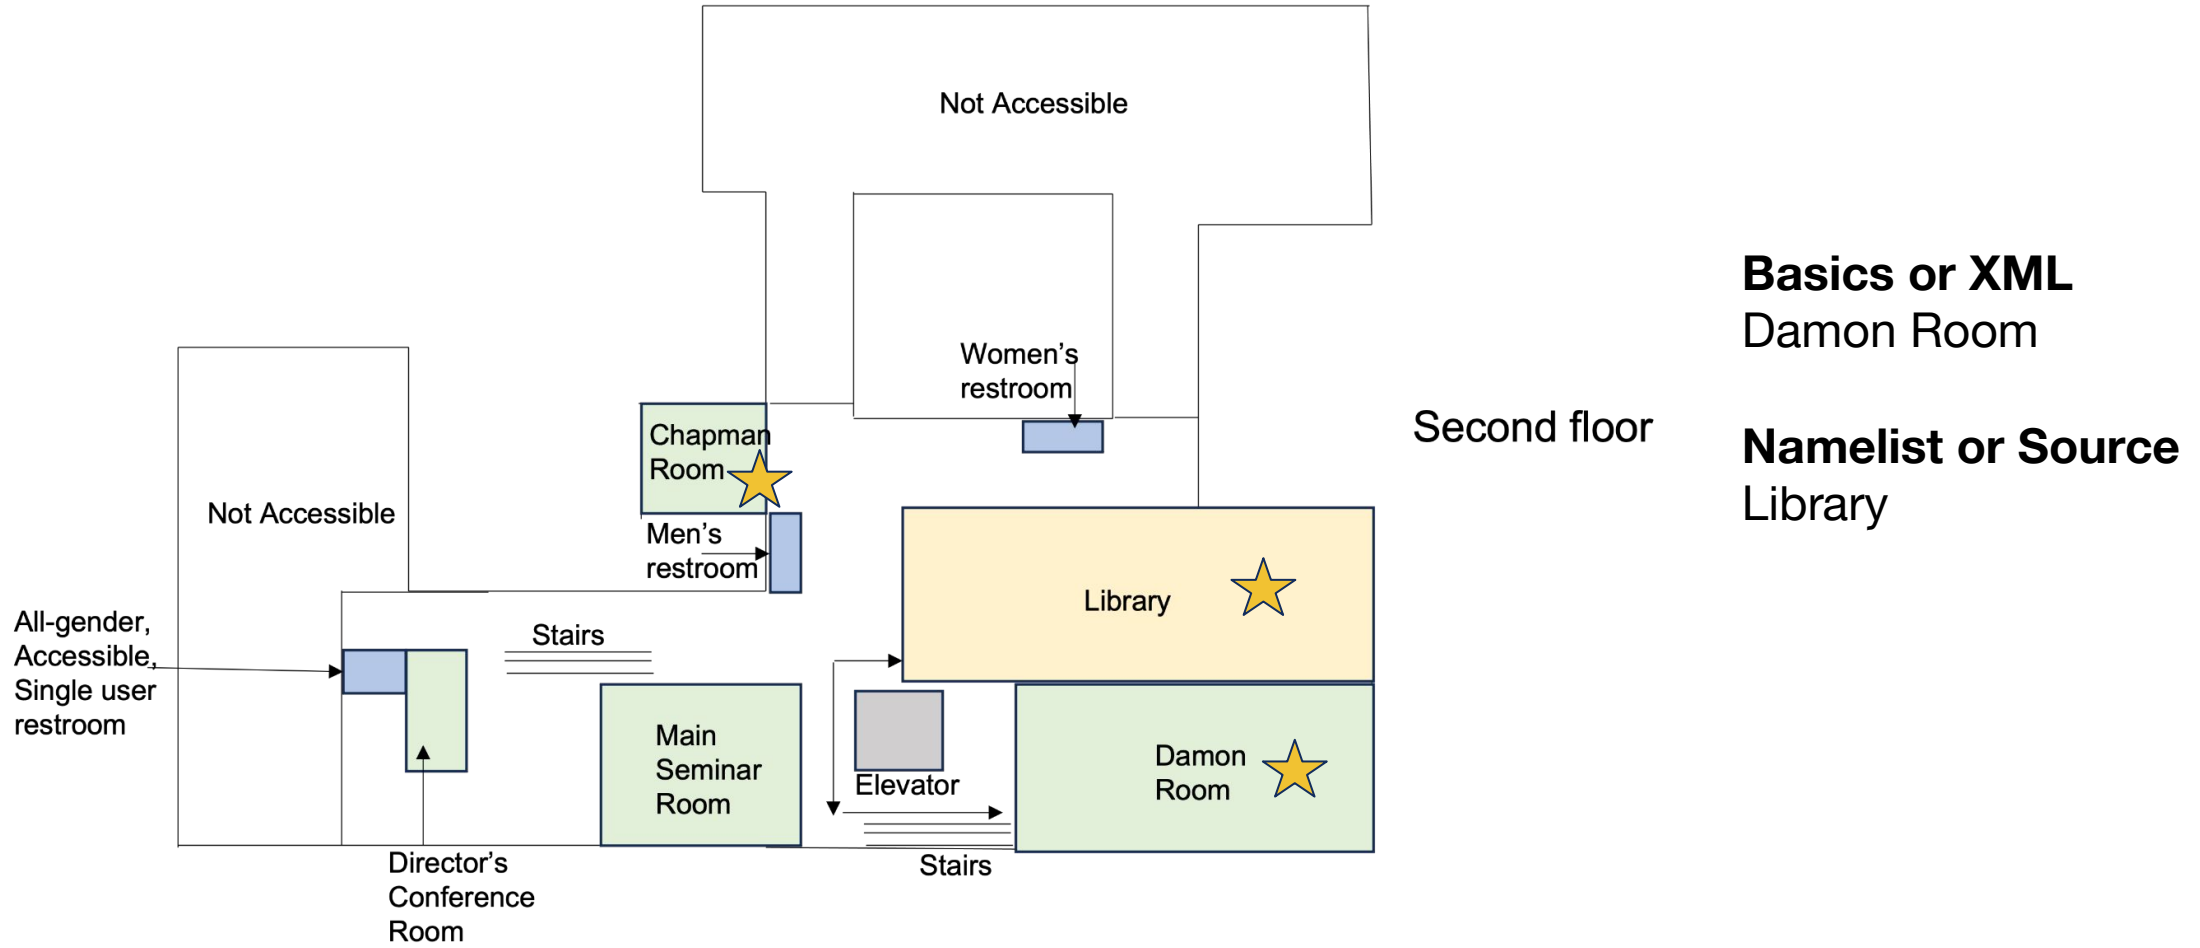 Not Accessible
Women's
restroom
Chapman
Room
Men's
restroom
Not Accessible
All-gender,
Accessible,
Single user
restroom
Stairs
Library
Main
Seminar
Room
Elevator
Damon
Room
Stairs
Director's
Conference
Room
Second floor
Basics or XML
Damon Room
Namelist or Source
Library